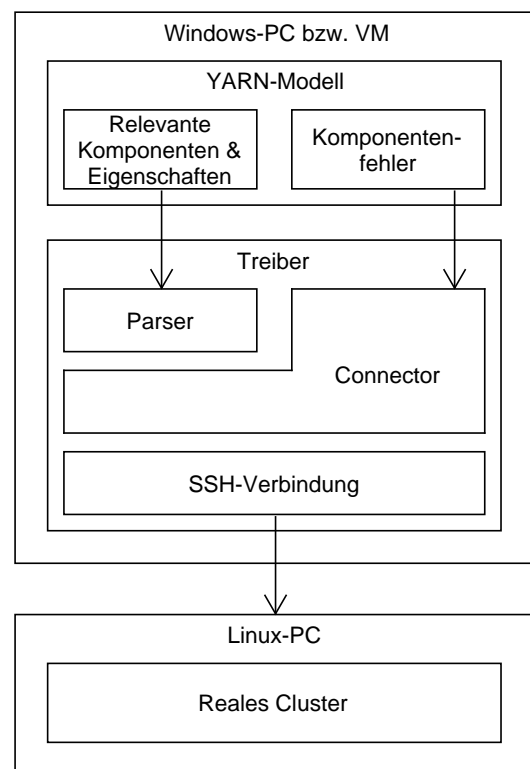 Windows-PC bzw. VM
YARN-Modell
Relevante
Komponenten &
Eigenschaften
Komponenten-
fehler
Treiber
Parser
Connector
SSH-Verbindung
Linux-PC
Reales Cluster